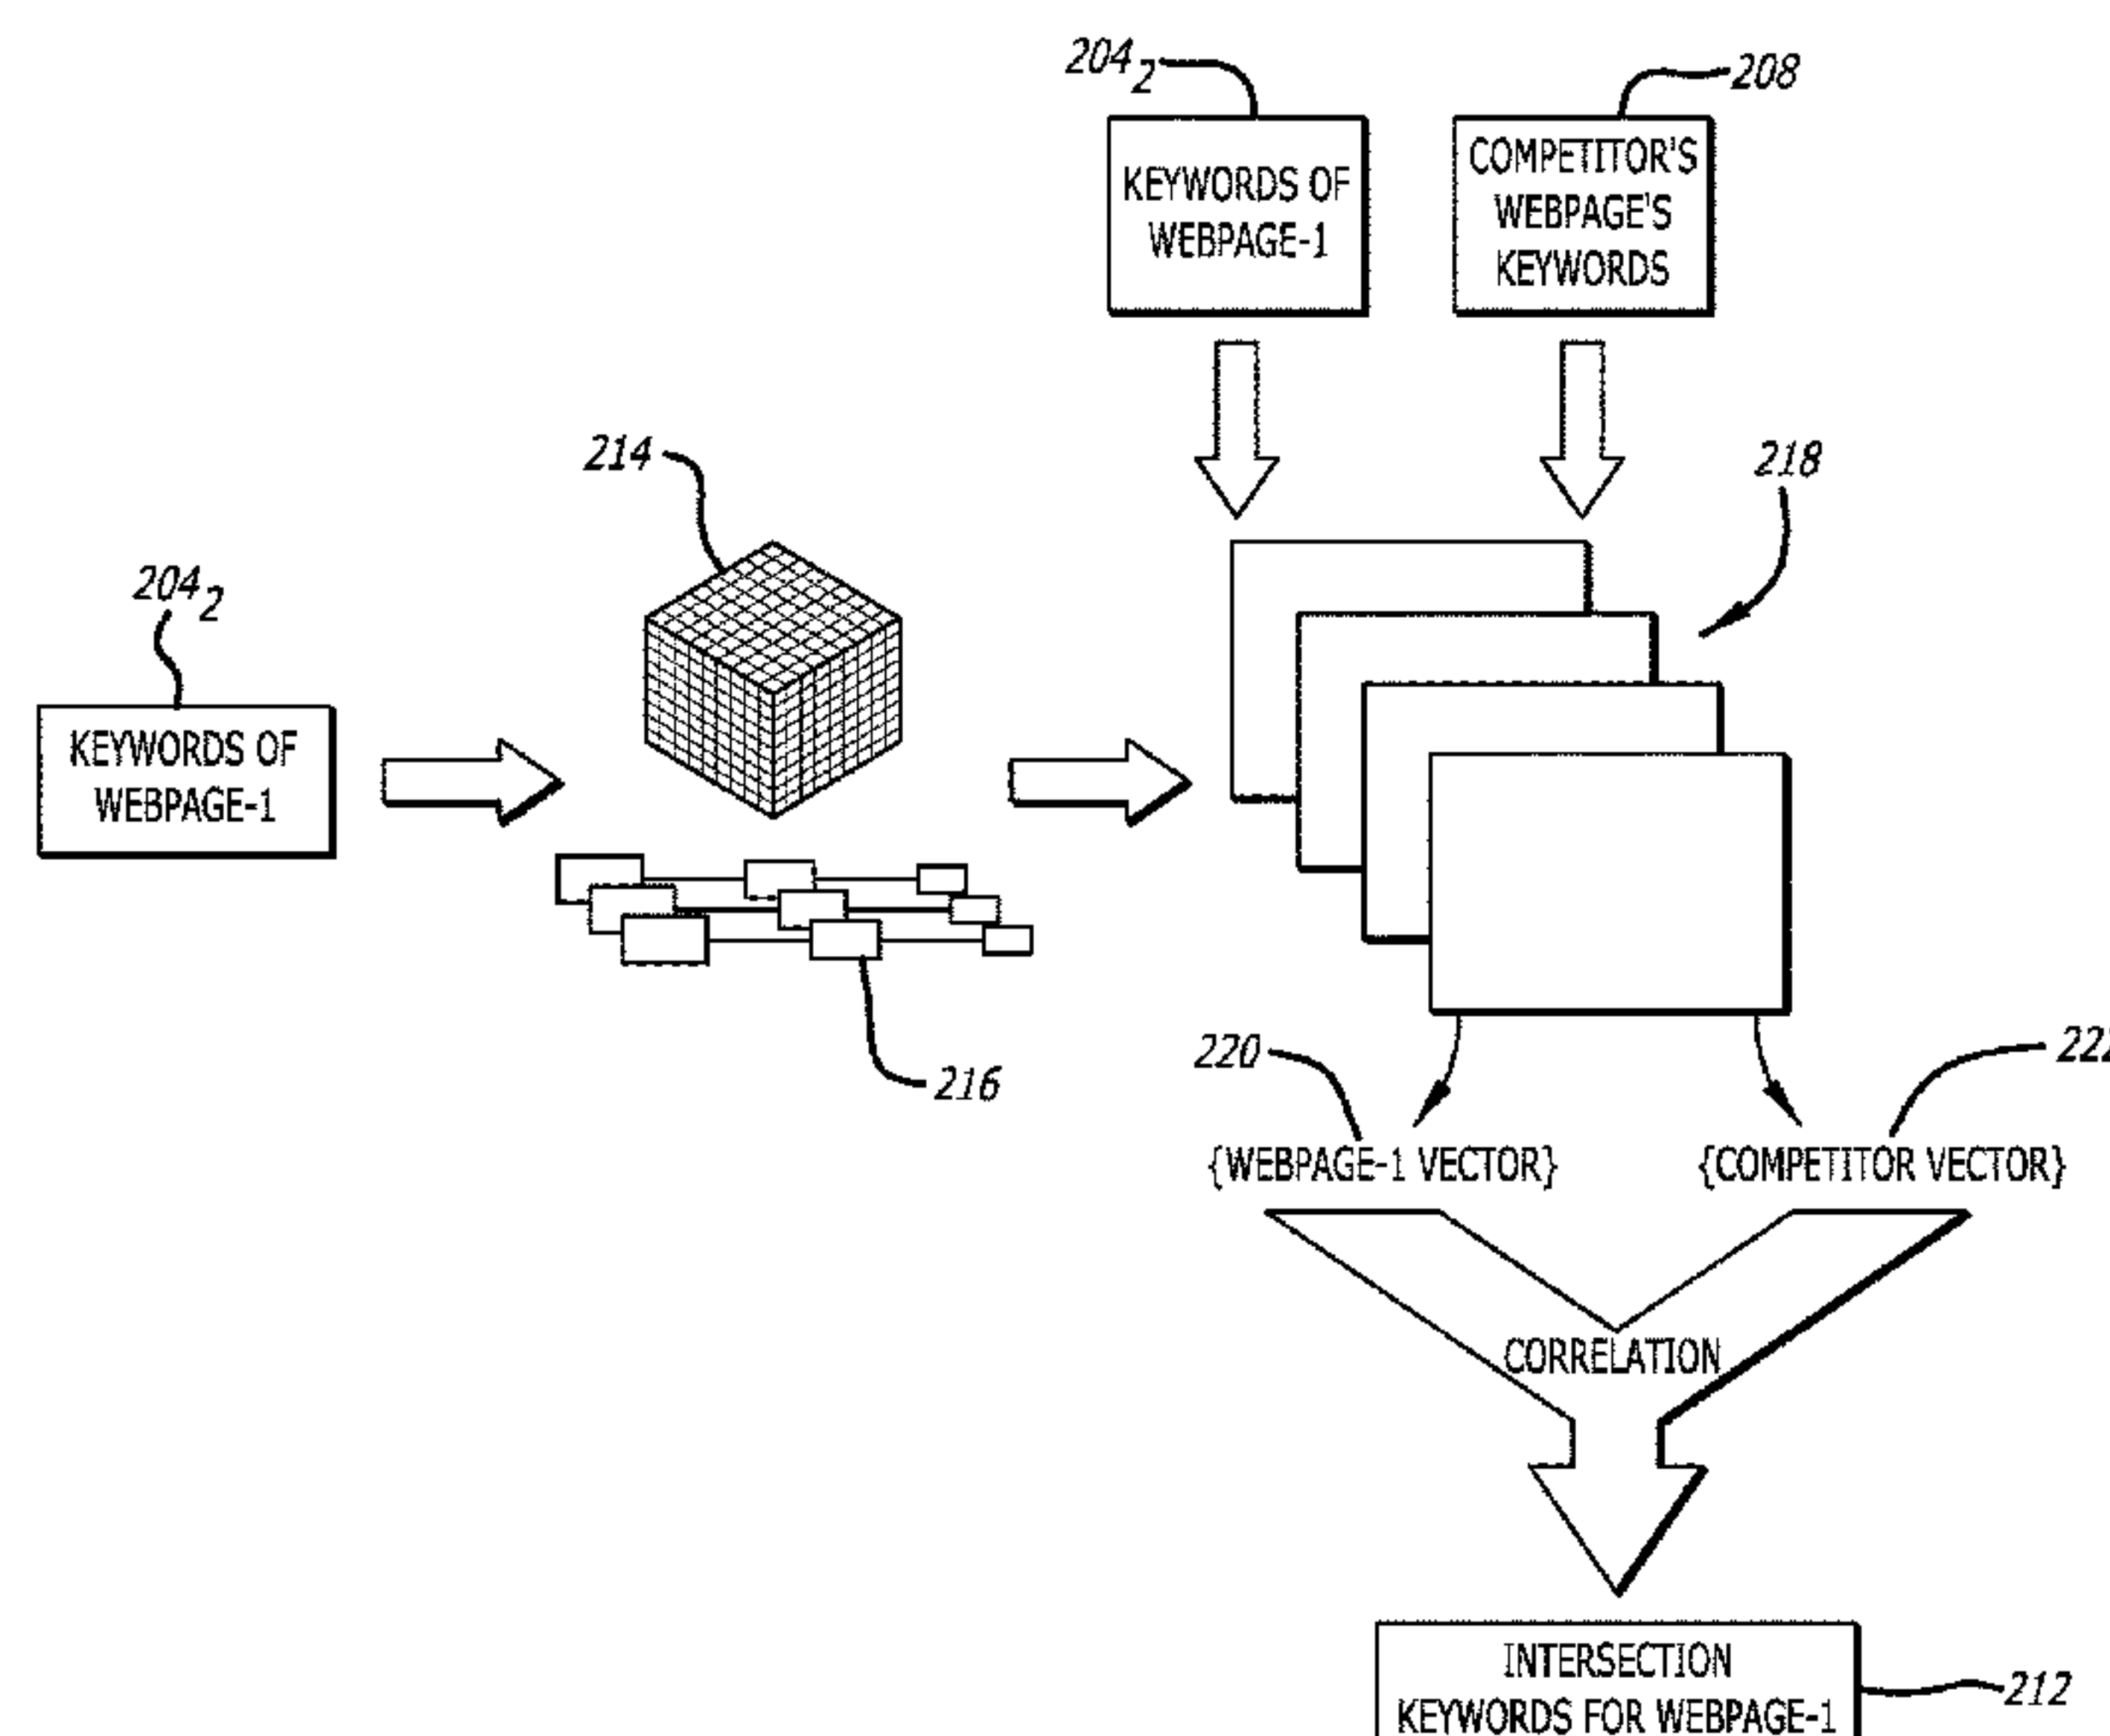 204₂
208
KEYWORDS OF
WEBPAGE-1
COMPETITOR'S
WEBPAGE'S
KEYWORDS
214
218
204₂
KEYWORDS OF
WEBPAGE-1
216
220
222
{WEBPAGE-1 VECTOR}
{COMPETITOR VECTOR}
CORRELATION
INTERSECTION
KEYWORDS FOR WEBPAGE-1
212